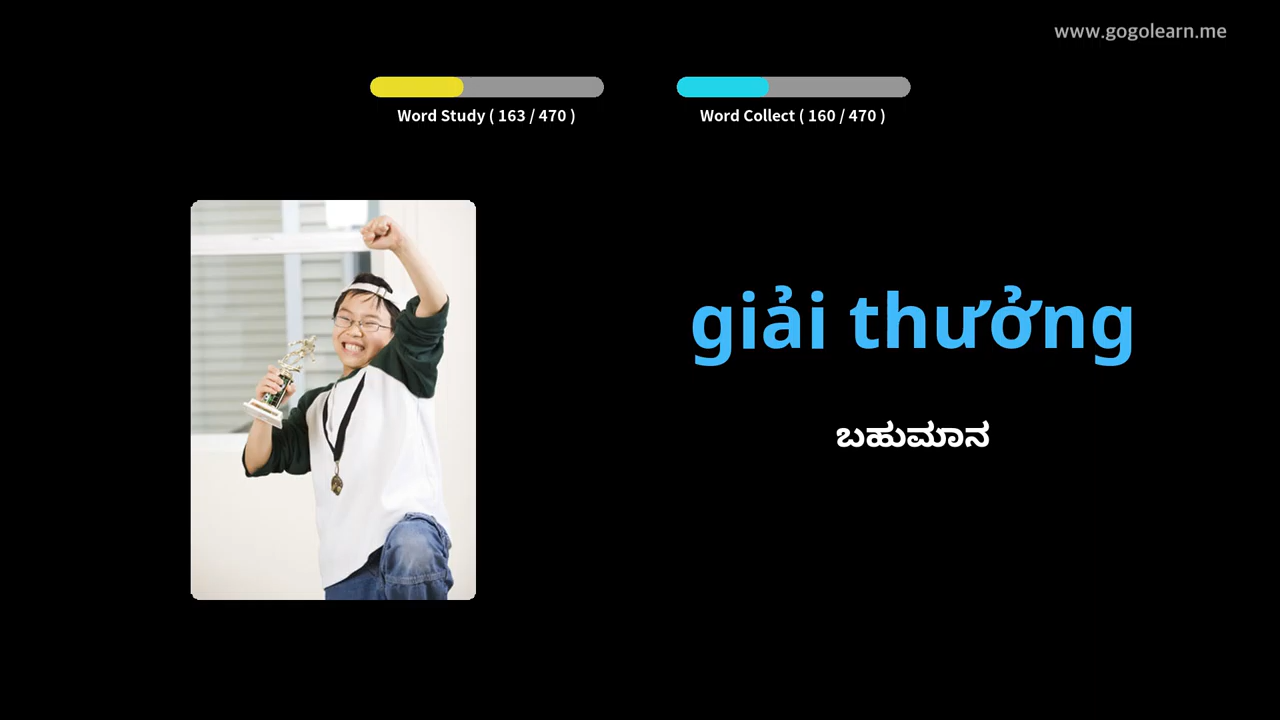 www.gogolearn.me
Word Study ( 163 / 470 )
Word Collect ( 160 / 470 )
giải thưởng
ಬಹುಮಾನ